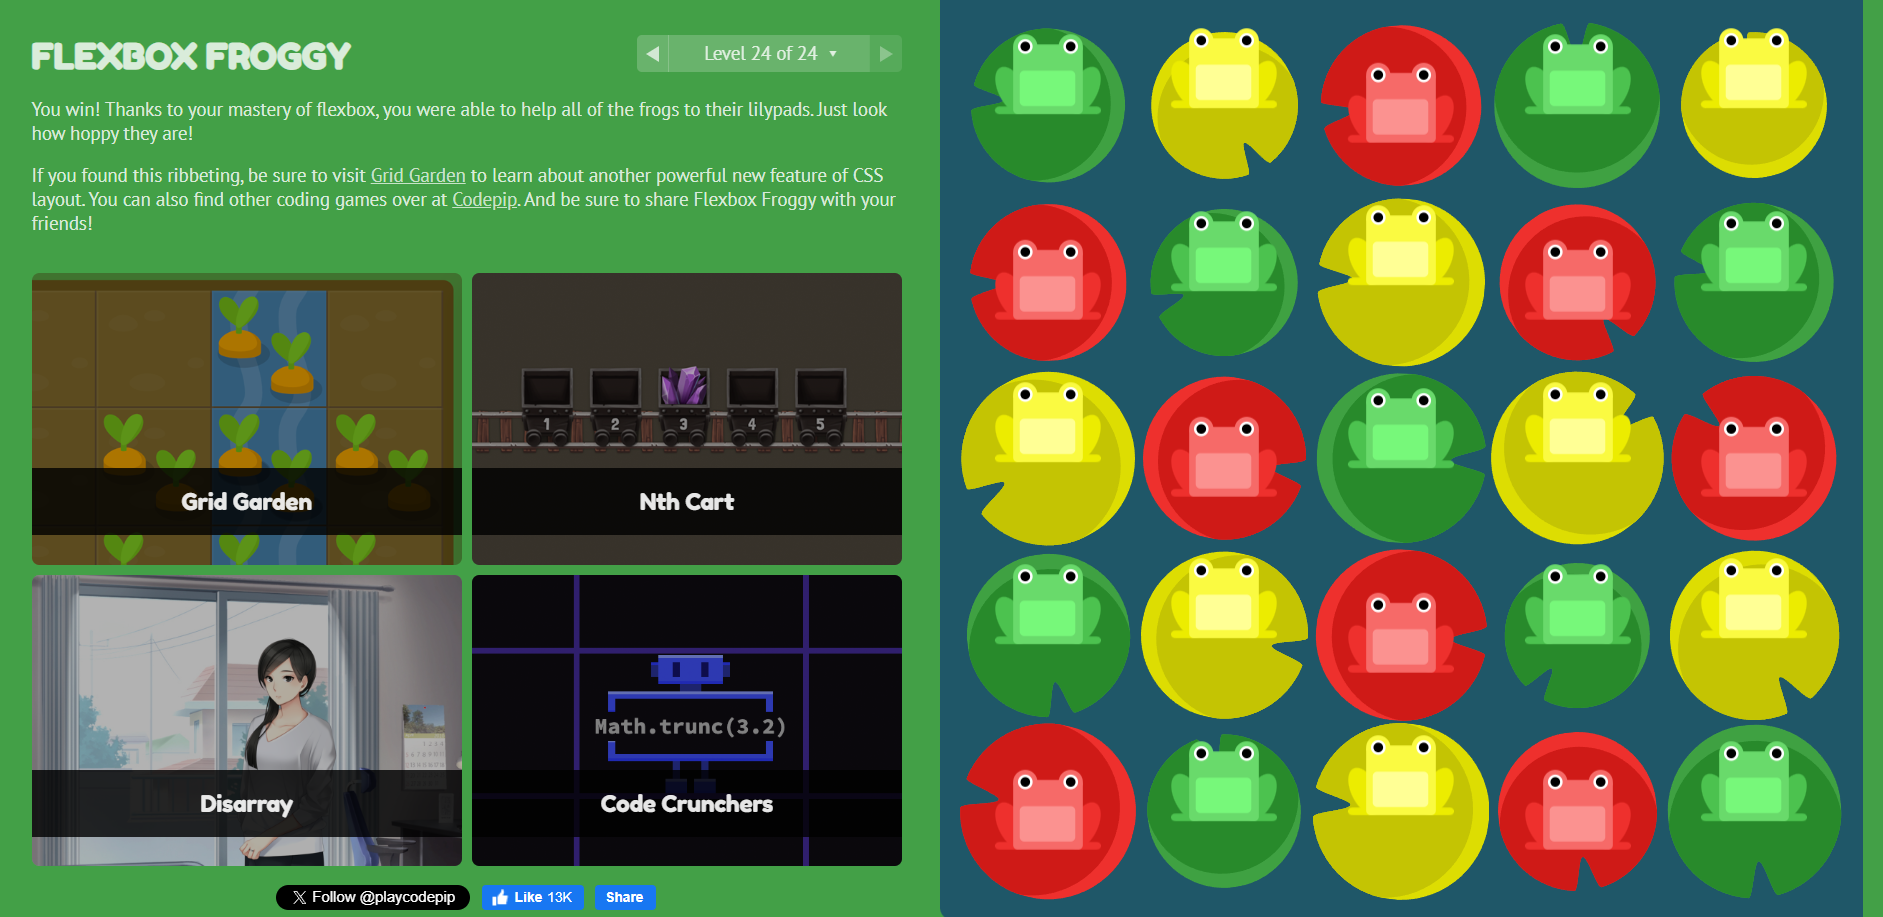 FLEXBOX FROGGY
Level 24 of 24
You win! Thanks to your mastery of flexbox, you were able to help all of the frogs to their lilypads. Just look
how hoppy they are!
If you found this ribbeting, be sure to visit Grid Garden to learn about another powerful new feature of CSS
layout. You can also find other coding games over at Codepip. And be sure to share Flexbox Froggy with your
friends!
1 2 3 4 5
Grid Garden
Nth Cart
Math.trunc(3.2)
Disarray
Code Crunchers
Follow @playcodepip
Like 13K
Share